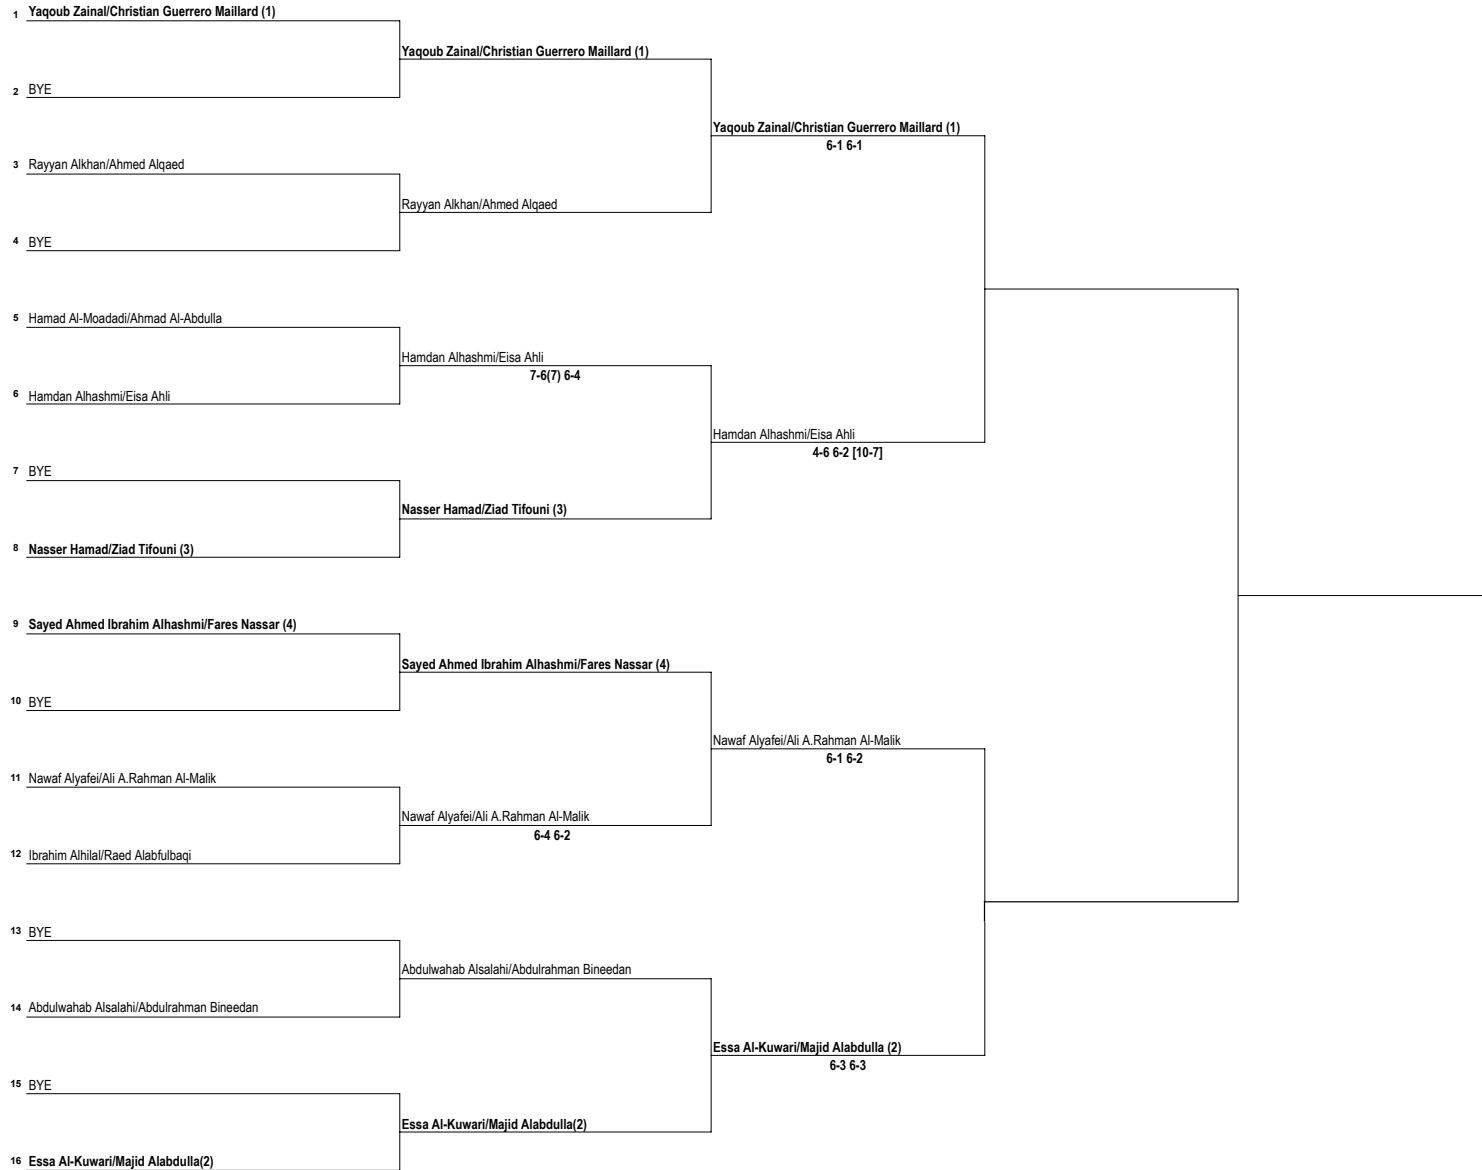 1 Yaqoub Zainal/Christian Guerrero Maillard (1)
Yaqoub Zainal/Christian Guerrero Maillard (1)
2 BYE
Yaqoub Zainal/Christian Guerrero Maillard (1)
6-1 6-1
3 Rayyan Alkhan/Ahmed Alqaed
Rayyan Alkhan/Ahmed Alqaed
4 BYE
5 Hamad Al-Moadadi/Ahmad Al-Abdulla
Hamdan Alhashmi/Eisa Ahli
7-6(7) 6-4
6 Hamdan Alhashmi/Eisa Ahli
Hamdan Alhashmi/Eisa Ahli
4-6 6-2 [10-7]
7 BYE
Nasser Hamad/Ziad Tifouni (3)
8 Nasser Hamad/Ziad Tifouni (3)
9 Sayed Ahmed Ibrahim Alhashmi/Fares Nassar (4)
Sayed Ahmed Ibrahim Alhashmi/Fares Nassar (4)
10 BYE
Nawaf Alyafei/Ali A.Rahman Al-Malik
6-1 6-2
11 Nawaf Alyafei/Ali A.Rahman Al-Malik
Nawaf Alyafei/Ali A.Rahman Al-Malik
6-4 6-2
12 Ibrahim Alhilal/Raed Alabfulbaqi
13 BYE
Abdulwahab Alsalahi/Abdulrahman Bineedan
14 Abdulwahab Alsalahi/Abdulrahman Bineedan
Essa Al-Kuwari/Majid Alabdulla (2)
6-3 6-3
15 BYE
Essa Al-Kuwari/Majid Alabdulla(2)
16 Essa Al-Kuwari/Majid Alabdulla(2)